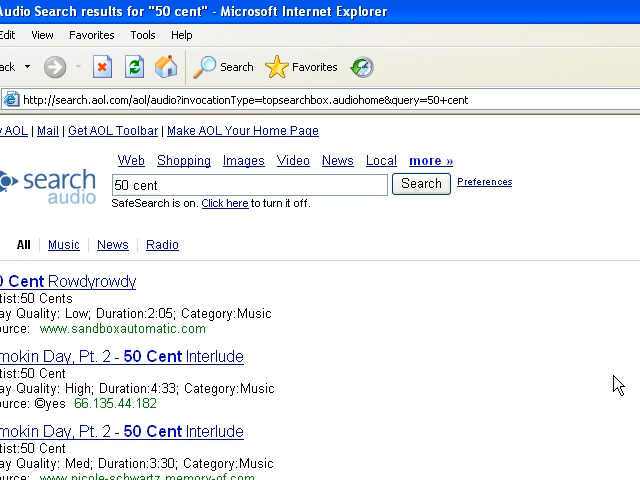 Audio Search results for "50 cent" - Microsoft Internet Explorer
Edit View Favorites Tools Help
ack Search Favorites
http://search.aol.com/aol/audio?invocationType=topsearchbox.audiohome&query=50+cent
y AOL | Mail | Get AOL Toolbar | Make AOL Your Home Page
Web Shopping Images Video News Local more »
search audio
50 cent Search Preferences
SafeSearch is on. Click here to turn it off.
All Music News Radio
0 Cent Rowdyrowdy
tist:50 Cents
ay Quality: Low; Duration:2:05; Category:Music
ource: www.sandboxautomatic.com
mokin Day, Pt. 2 - 50 Cent Interlude
tist:50 Cent
ay Quality: High; Duration:4:33; Category:Music
ource: ©yes 66.135.44.182
mokin Day, Pt. 2 - 50 Cent Interlude
tist:50 Cent
ay Quality: Med; Duration:3:30; Category:Music
ource: www.nicole-schwartz.memory-of.com